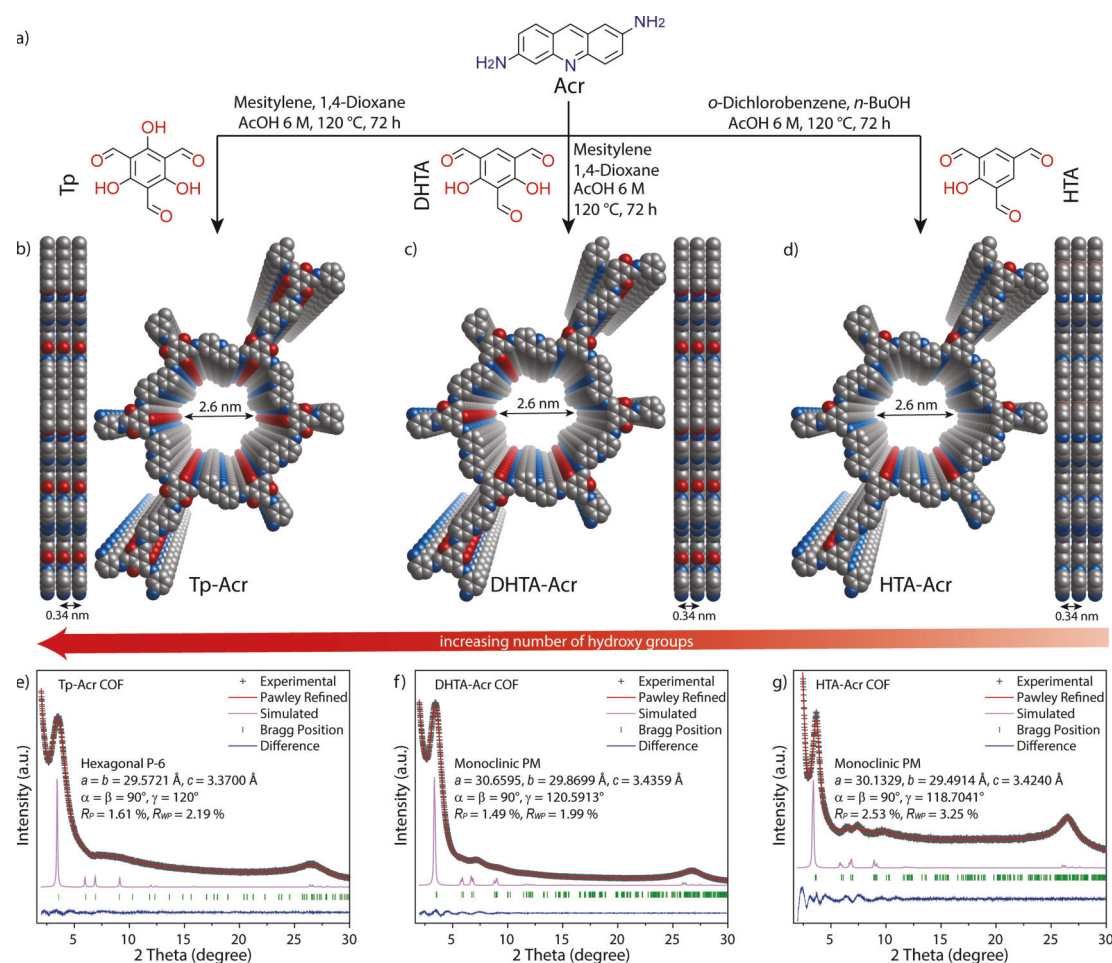 a)
NH2
H2N
N
Acr
Mesitylene, 1,4-Dioxane
AcOH 6 M, 120 °C, 72 h
o-Dichlorobenzene, n-BuOH
AcOH 6 M, 120 °C, 72 h
Mesitylene
1,4-Dioxane
AcOH 6 M
120 °C, 72 h
Tp
OH
O
O
HO
OH
O
DHTA
O
O
HO
OH
O
O
O
HO
O
HTA
b)
c)
d)
2.6 nm
2.6 nm
2.6 nm
Tp-Acr
DHTA-Acr
HTA-Acr
0.34 nm
0.34 nm
0.34 nm
increasing number of hydroxy groups
e)
Tp-Acr COF
Experimental
Pawley Refined
Simulated
Bragg Position
Difference
Hexagonal P-6
a = b = 29.5721 Å, c = 3.3700 Å
α = β = 90°, γ = 120°
RP = 1.61 %, RWP = 2.19 %
Intensity (a.u.)
5 10 15 20 25 30
2 Theta (degree)
f)
DHTA-Acr COF
Experimental
Pawley Refined
Simulated
Bragg Position
Difference
Monoclinic PM
a = 30.6595, b = 29.8699 Å, c = 3.4359 Å
α = β = 90°, γ = 120.5913°
RP = 1.49 %, RWP = 1.99 %
Intensity (a.u.)
5 10 15 20 25 30
2 Theta (degree)
g)
HTA-Acr COF
Experimental
Pawley Refined
Simulated
Bragg Position
Difference
Monoclinic PM
a = 30.1329, b = 29.4914 Å, c = 3.4240 Å
α = β = 90°, γ = 118.7041°
RP = 2.53 %, RWP = 3.25 %
Intensity (a.u.)
5 10 15 20 25 30
2 Theta (degree)